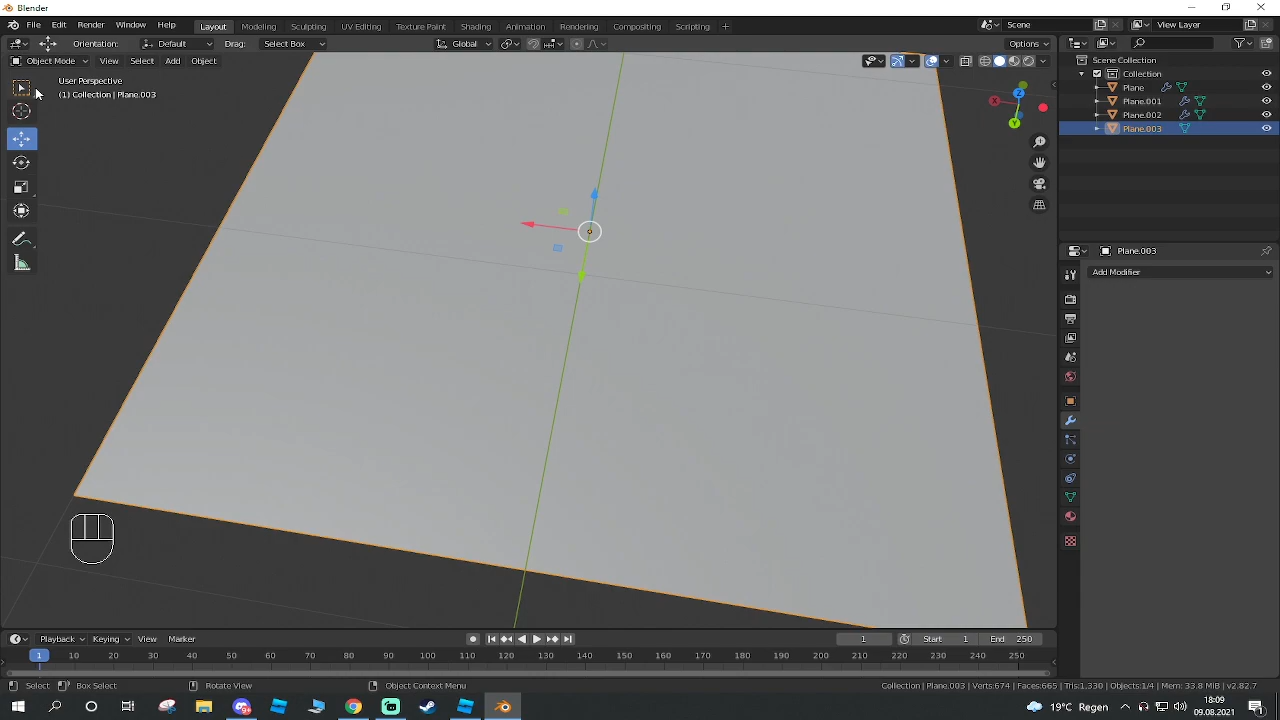 Blender
File Edit Render Window Help Layout Modeling Sculpting UV Editing Texture Paint Shading Animation Rendering Compositing Scripting + Scene View Layer
Orientation: Default Drag: Select Box Global Options
Object Mode View Select Add Object
User Perspective
(1) Collection | Plane.003
Z
X
Y
Scene Collection
Collection
Plane
Plane.001
Plane.002
Plane.003
Plane.003
Add Modifier
Playback Keying View Marker 1 Start 1 End 250
1 10 20 30 40 50 60 70 80 90 100 110 120 130 140 150 160 170 180 190 200 210 220 230 240 250
Select Box Select Rotate View Object Context Menu Collection | Plane.003 | Verts:674 | Faces:665 | Tris:1,330 | Objects:1/4 | Mem: 33.8 MiB | v2.82.7
19°C Regen 18:09
09.08.2021